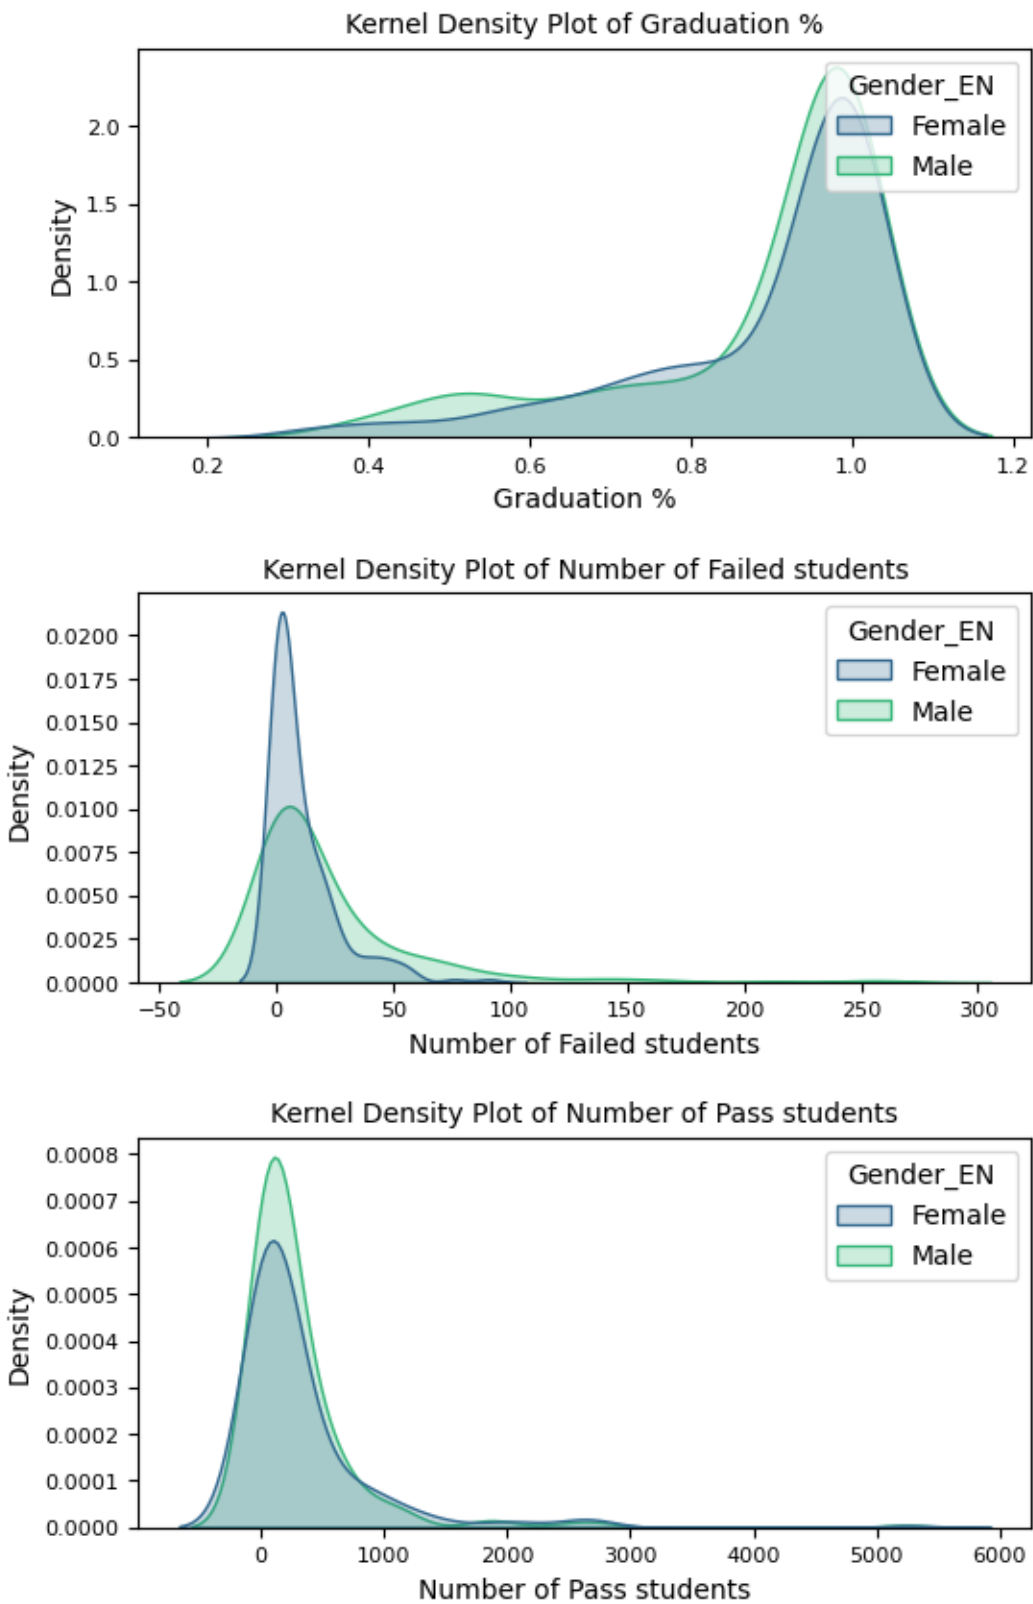 Kernel Density Plot of Graduation %
Gender_EN
Female
Male
Density
2.0
1.5
1.0
0.5
0.0
0.2 0.4 0.6 0.8 1.0 1.2
Graduation %
Kernel Density Plot of Number of Failed students
Gender_EN
Female
Male
Density
0.0200
0.0175
0.0150
0.0125
0.0100
0.0075
0.0050
0.0025
0.0000
−50 0 50 100 150 200 250 300
Number of Failed students
Kernel Density Plot of Number of Pass students
Gender_EN
Female
Male
Density
0.0008
0.0007
0.0006
0.0005
0.0004
0.0003
0.0002
0.0001
0.0000
0 1000 2000 3000 4000 5000 6000
Number of Pass students